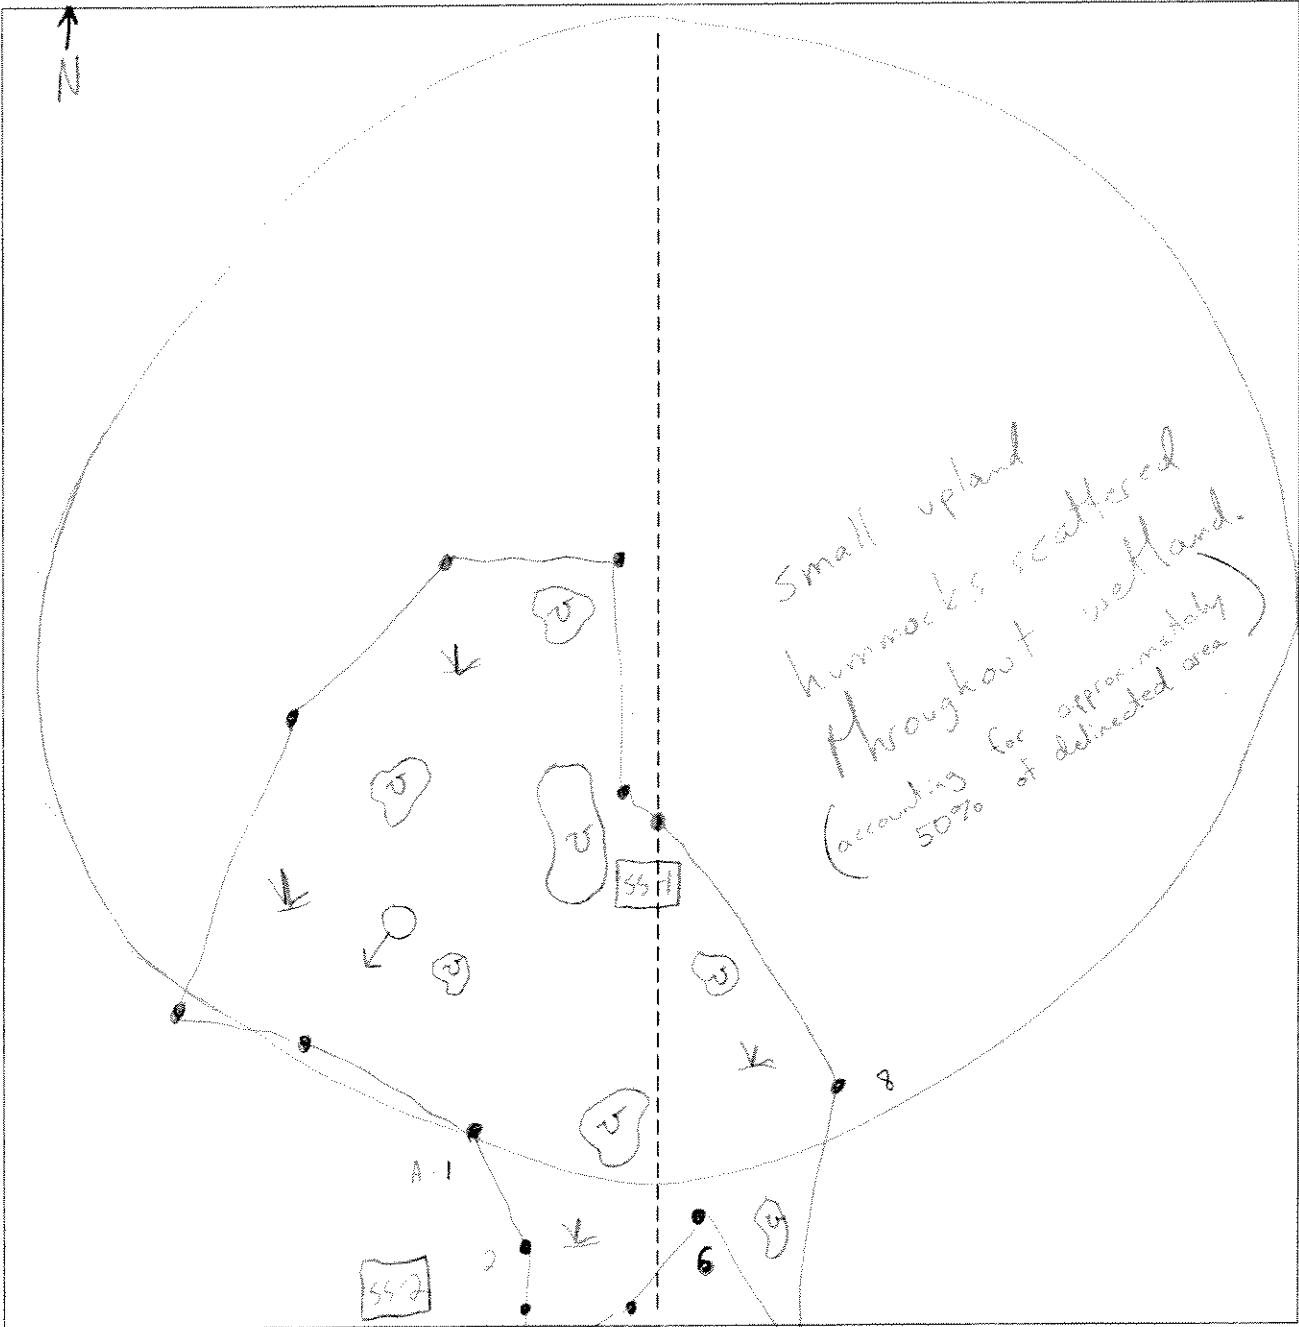 N
small upland
hummocks scattered
throughout wetland.
(accounting for approximately
50% of delineated area)
υ
υ
υ
SS-1
υ
υ
8
υ
A-1
υ
2
6
SS-2